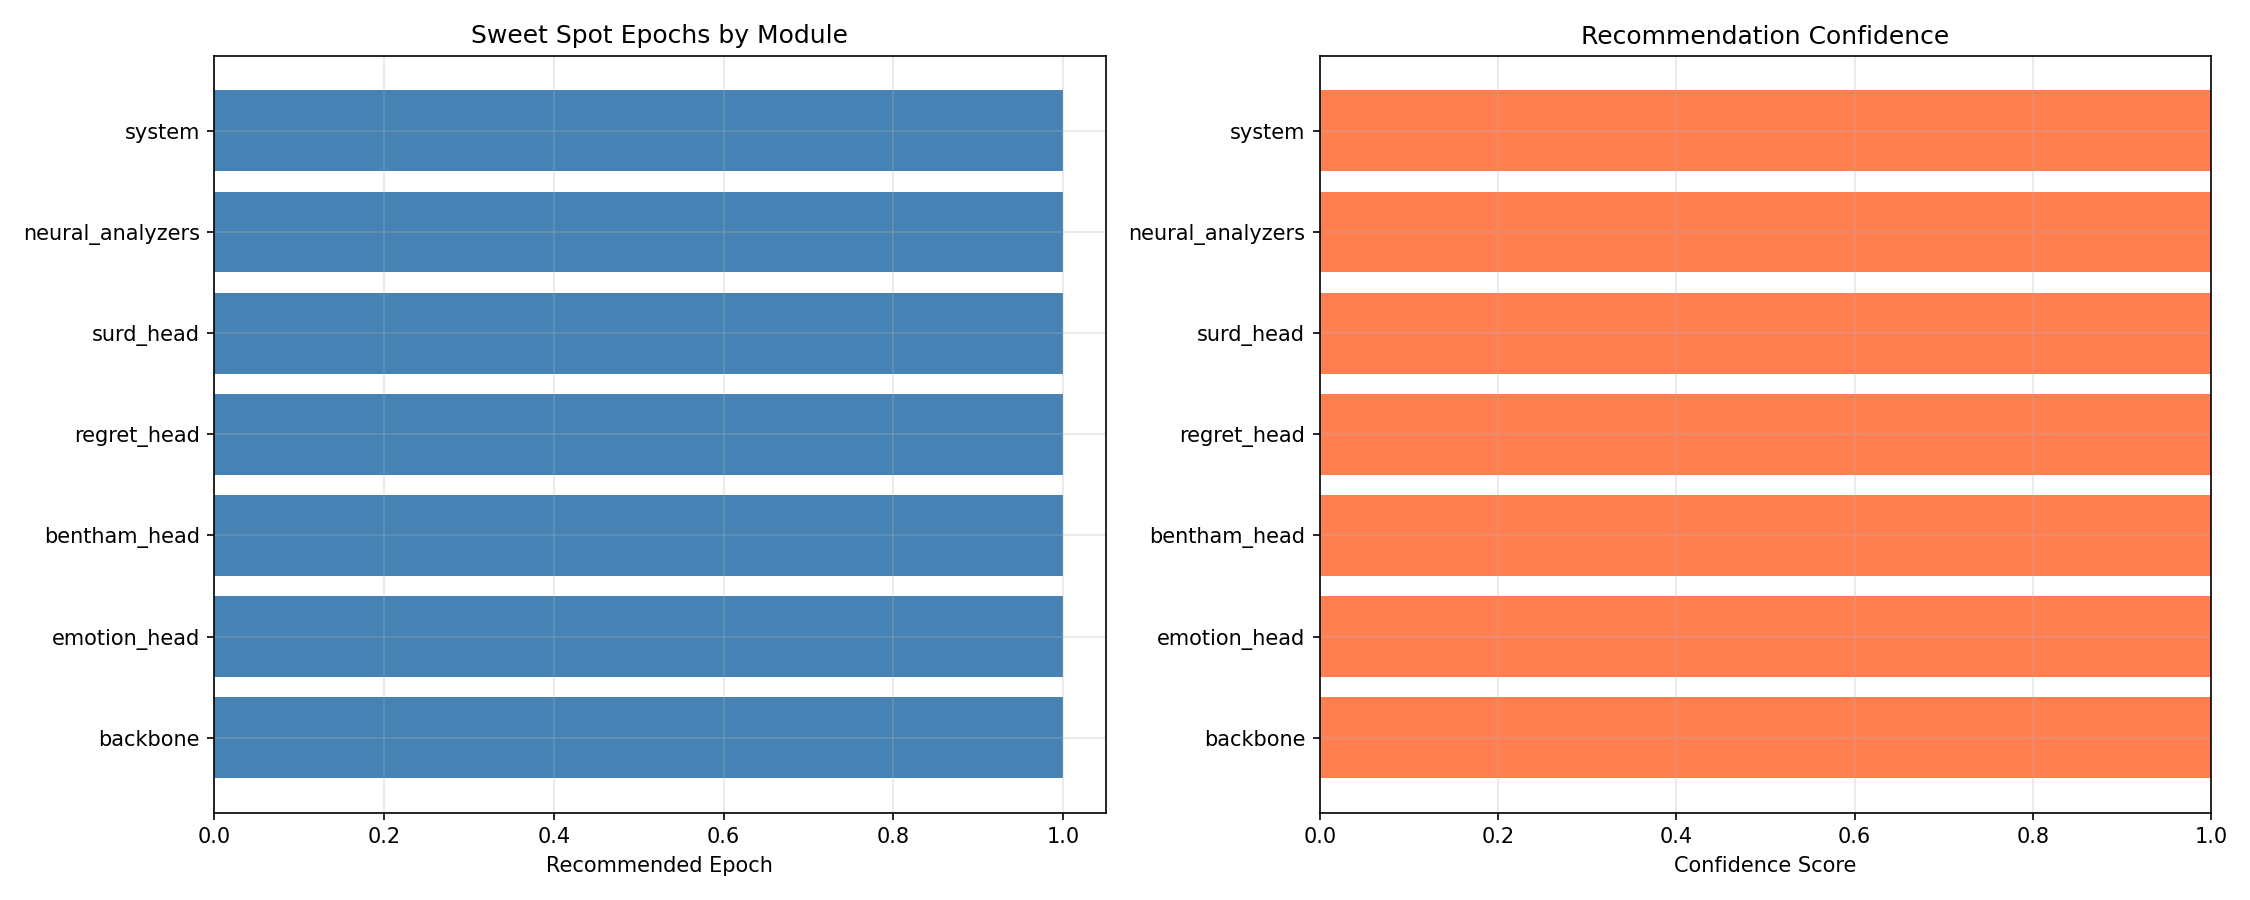 Sweet Spot Epochs by Module
system
neural_analyzers
surd_head
regret_head
bentham_head
emotion_head
backbone
0.0 0.2 0.4 0.6 0.8 1.0
Recommended Epoch
Recommendation Confidence
system
neural_analyzers
surd_head
regret_head
bentham_head
emotion_head
backbone
0.0 0.2 0.4 0.6 0.8 1.0
Confidence Score